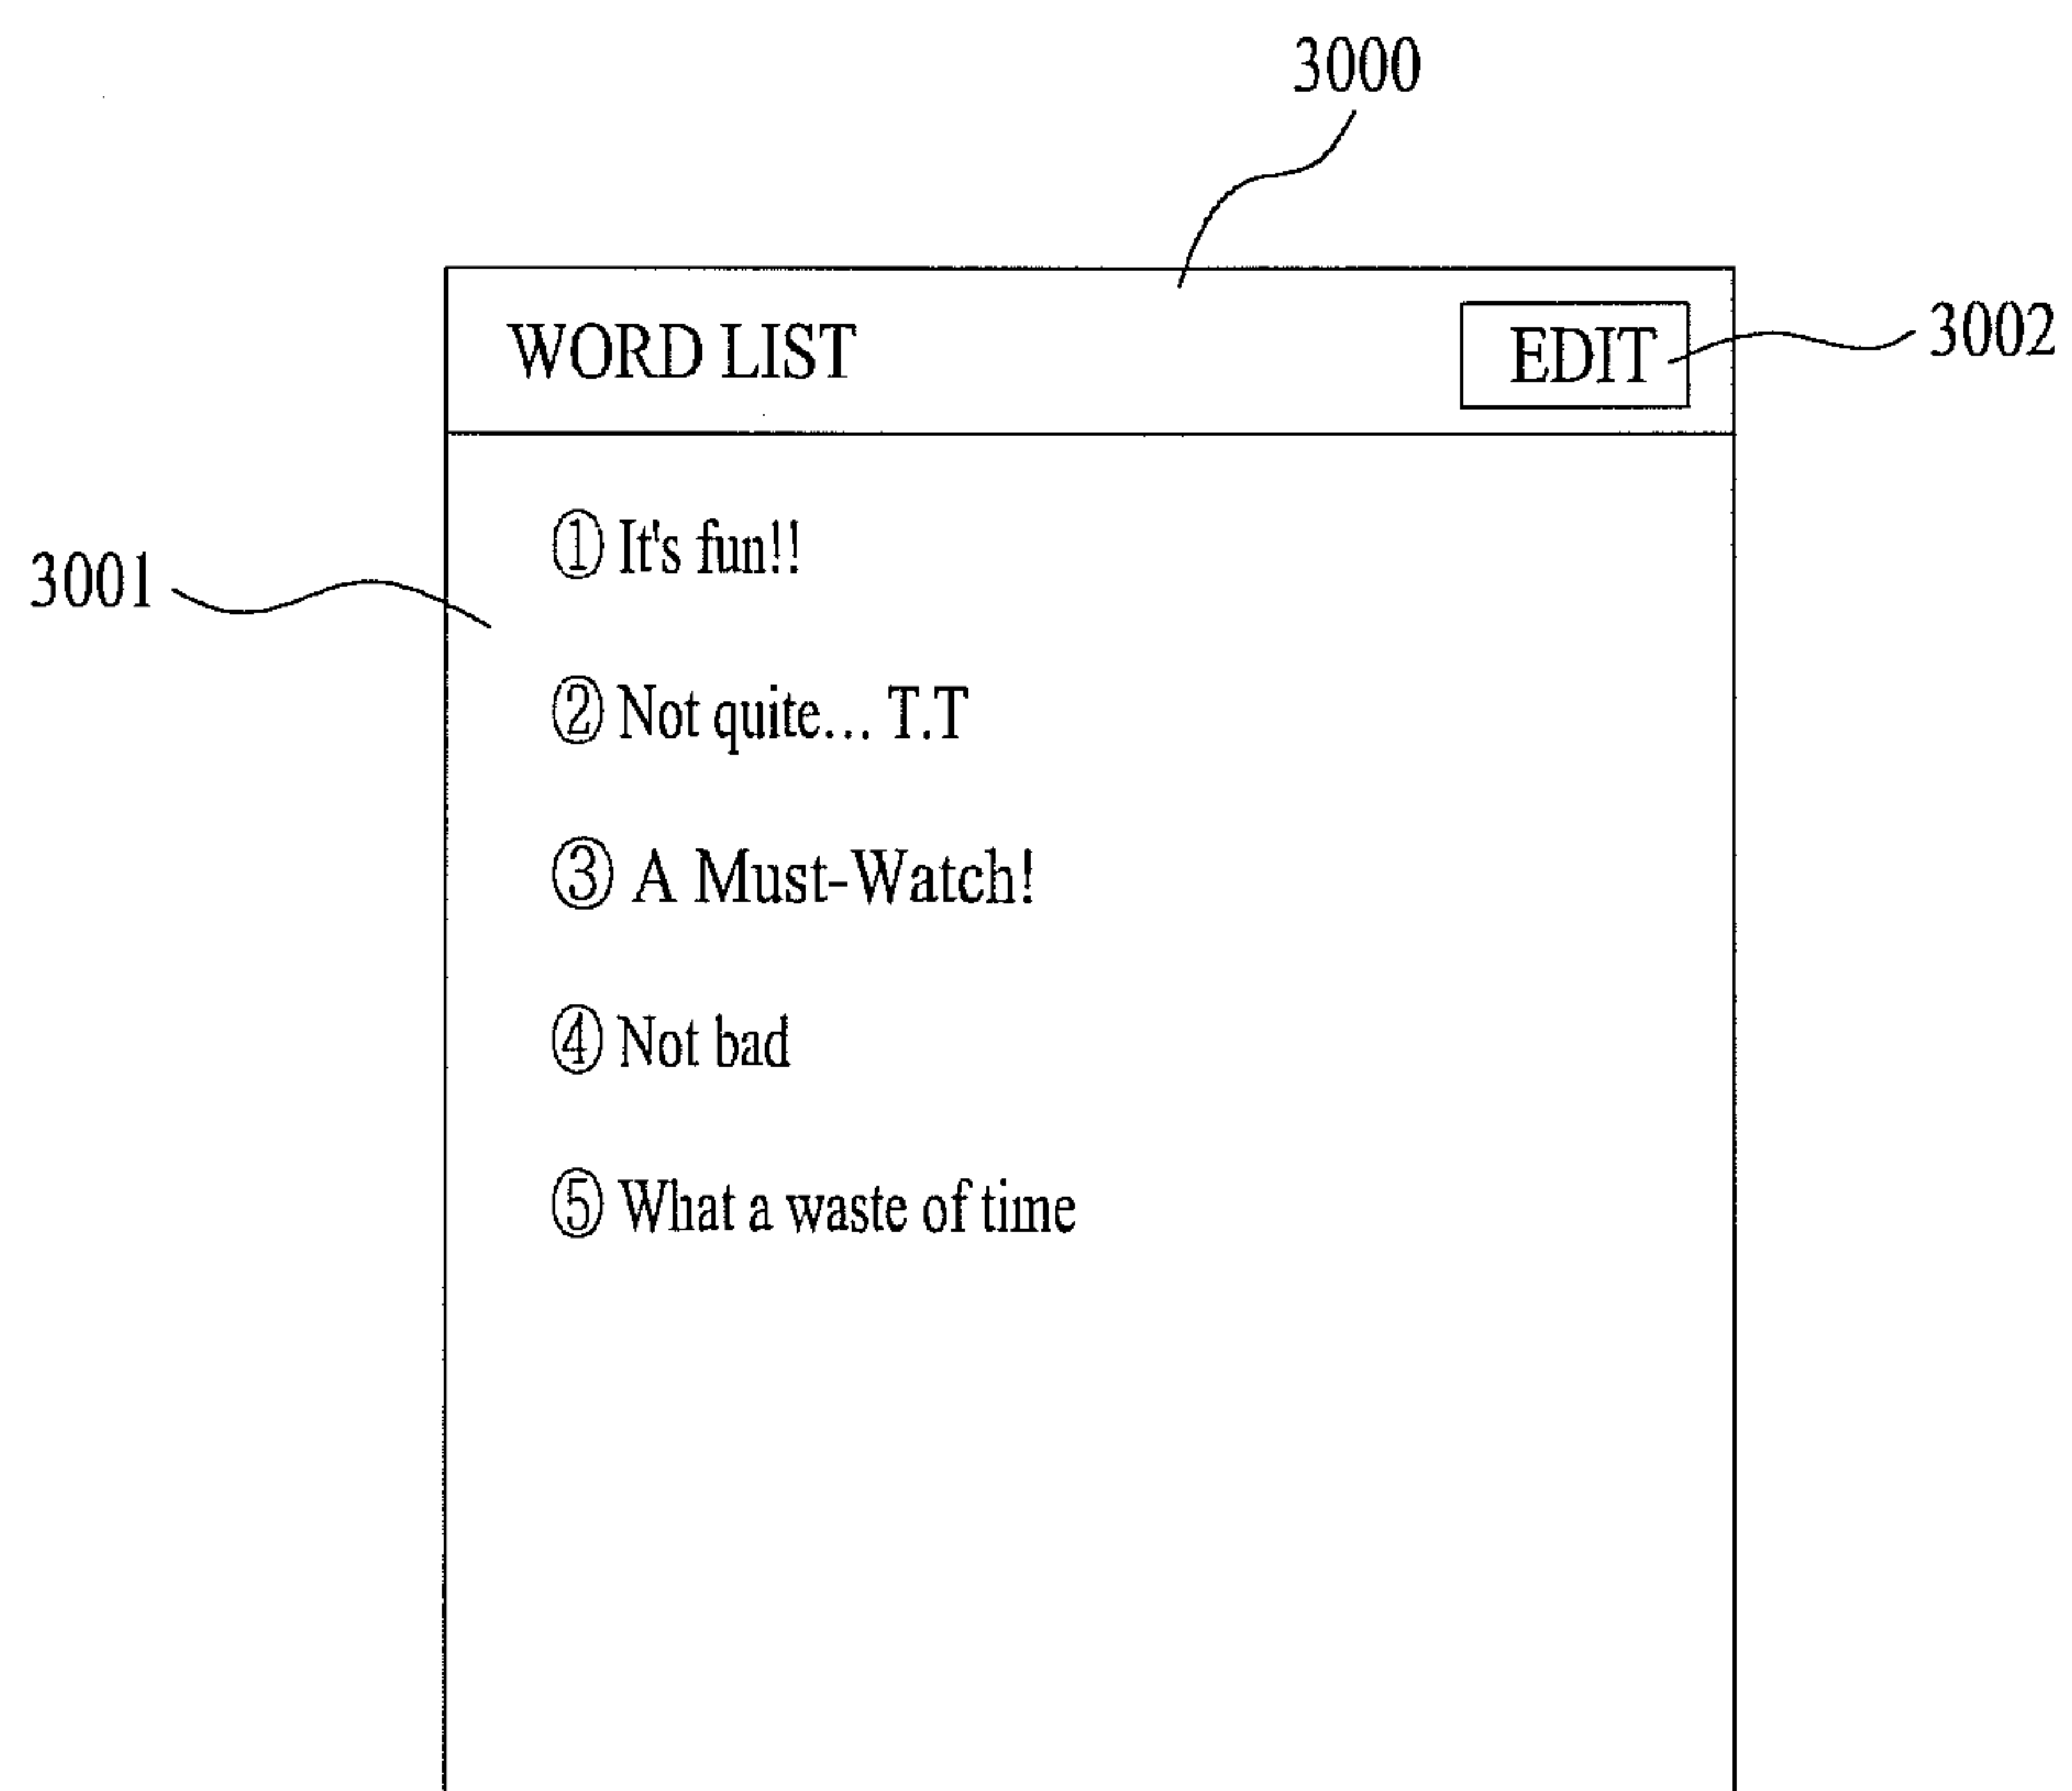 3000
WORD LIST EDIT 3002
① It's fun!!
3001
② Not quite... T.T
③ A Must-Watch!
④ Not bad
⑤ What a waste of time